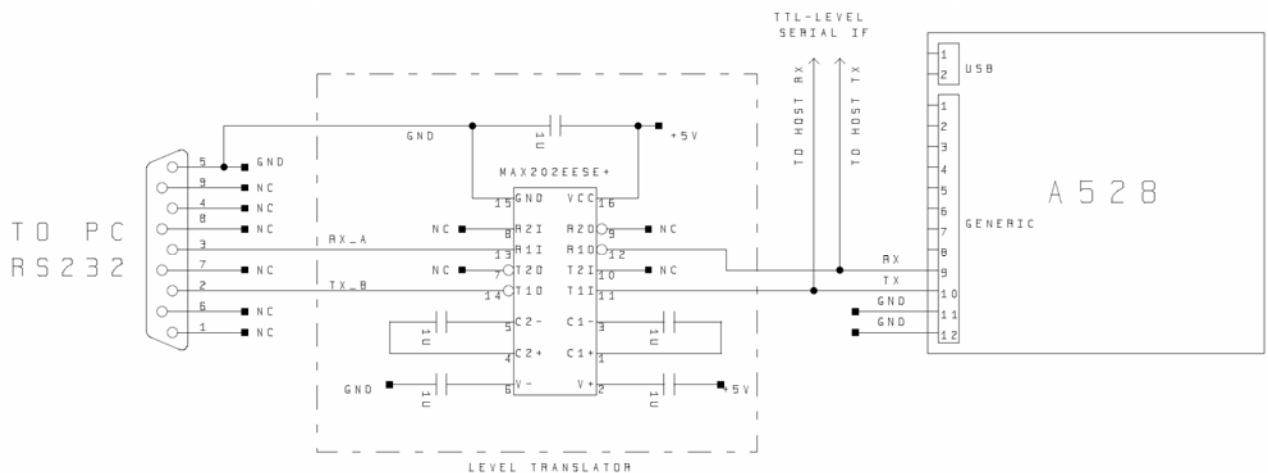 TTL-LEVEL
SERIAL IF
TO HOST RX
TO HOST TX
1
2
USB
1
2
3
4
5
6
7
8
9
10
11
12
GENERIC
A528
RX
TX
GND
GND
TO PC
RS232
5
9
4
8
3
7
2
6
1
GND
NC
NC
NC
NC
NC
NC
RX_A
TX_B
GND
1U
+5V
MAX202EESE+
GND
VCC
15
16
NC
R2I
R2O
NC
8
9
R1I
R1O
13
12
NC
T2O
T2I
NC
7
10
T1O
T1I
14
11
1U
C2-
C1-
1U
5
3
C2+
C1+
4
1
GND
1U
V-
V+
1U
+5V
6
2
LEVEL TRANSLATOR